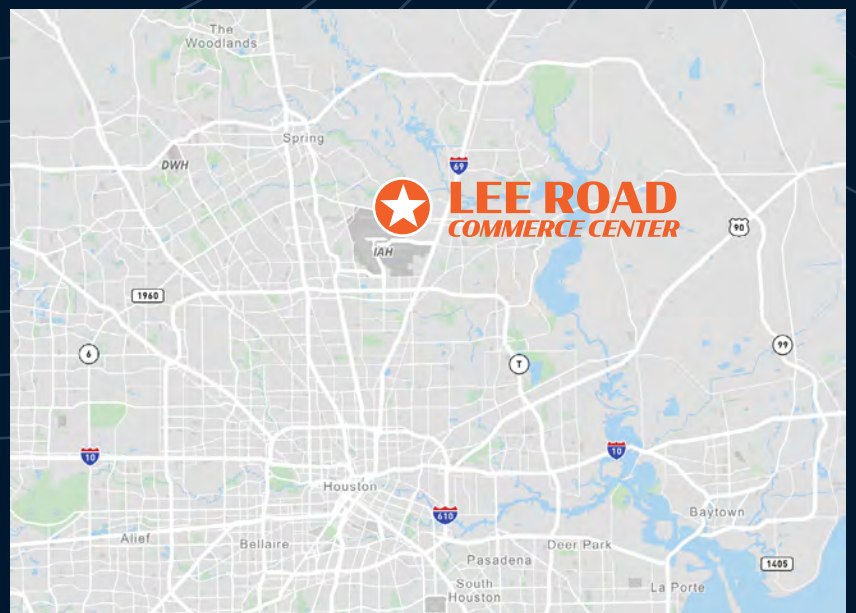 The
Woodlands
Spring
DWH
69
LEE ROAD
COMMERCE CENTER
90
IAH
1960
99
6
T
10
10
Houston
610
Baytown
Alief
Bellaire
Deer Park
Pasadena
1405
South
Houston
La Porte